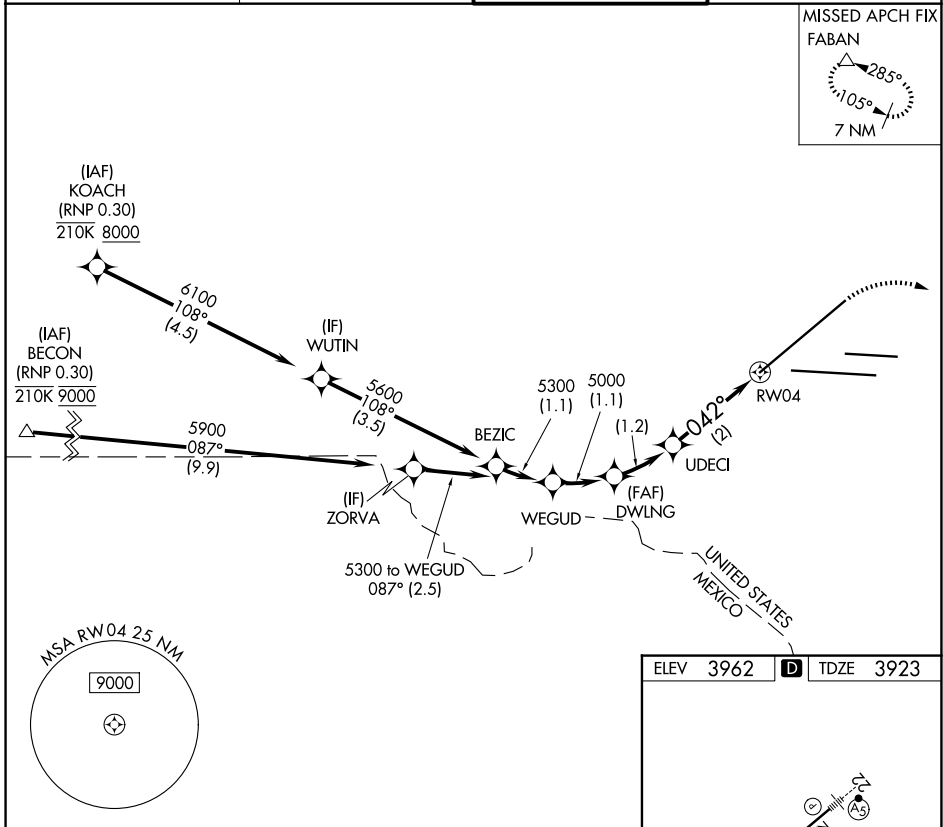 MISSED APCH FIX
FABAN
285°
105°
7 NM
(IAF)
KOACH
(RNP 0.30)
210K 8000
6100
108°
(4.5)
(IF)
WUTIN
(IAF)
BECON
(RNP 0.30)
210K 9000
5600
108°
(3.5)
5300
(1.1)
5000
(1.1)
(1.2)
042°
(2)
RW04
5900
087°
(9.9)
BEZIC
UDECI
(IF)
ZORVA
WEGUD
(FAF)
DWLNG
5300 to WEGUD
087° (2.5)
UNITED STATES
MEXICO
MSA RW04 25 NM
9000
ELEV 3962 D TDZE 3923
22
P
A5